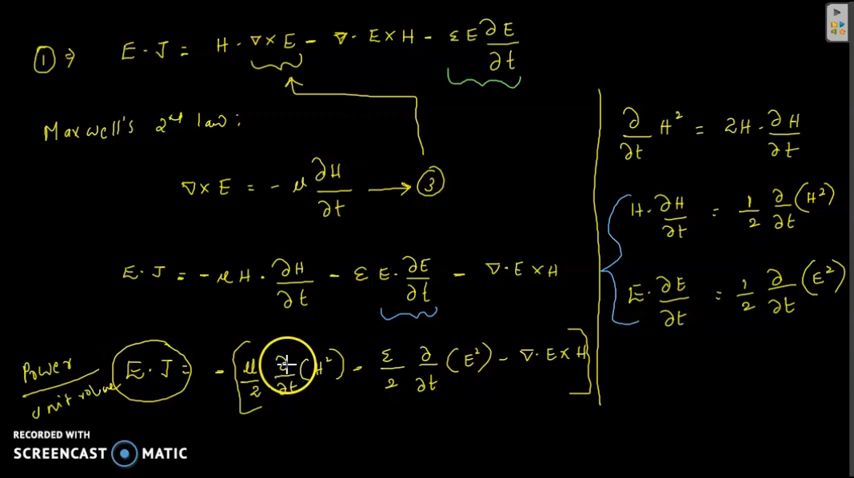 ① ⇒ E · J = H · ∇ × E − ∇ · E × H − Ɛ E ∂E/∂t
Maxwell's 2nd law :
∇ × E = − μ ∂H/∂t → ③
E · J = − μ H · ∂H/∂t − Ɛ E · ∂E/∂t − ∇ · E × H
Power/Unit volume E · J = − [ μ/2 ∂/∂t (H²) − Ɛ/2 ∂/∂t (E²) − ∇ · E × H ]
∂/∂t H² = 2H · ∂H/∂t
H · ∂H/∂t = 1/2 ∂/∂t (H²)
E · ∂E/∂t = 1/2 ∂/∂t (E²)
RECORDED WITH
SCREENCAST MATIC